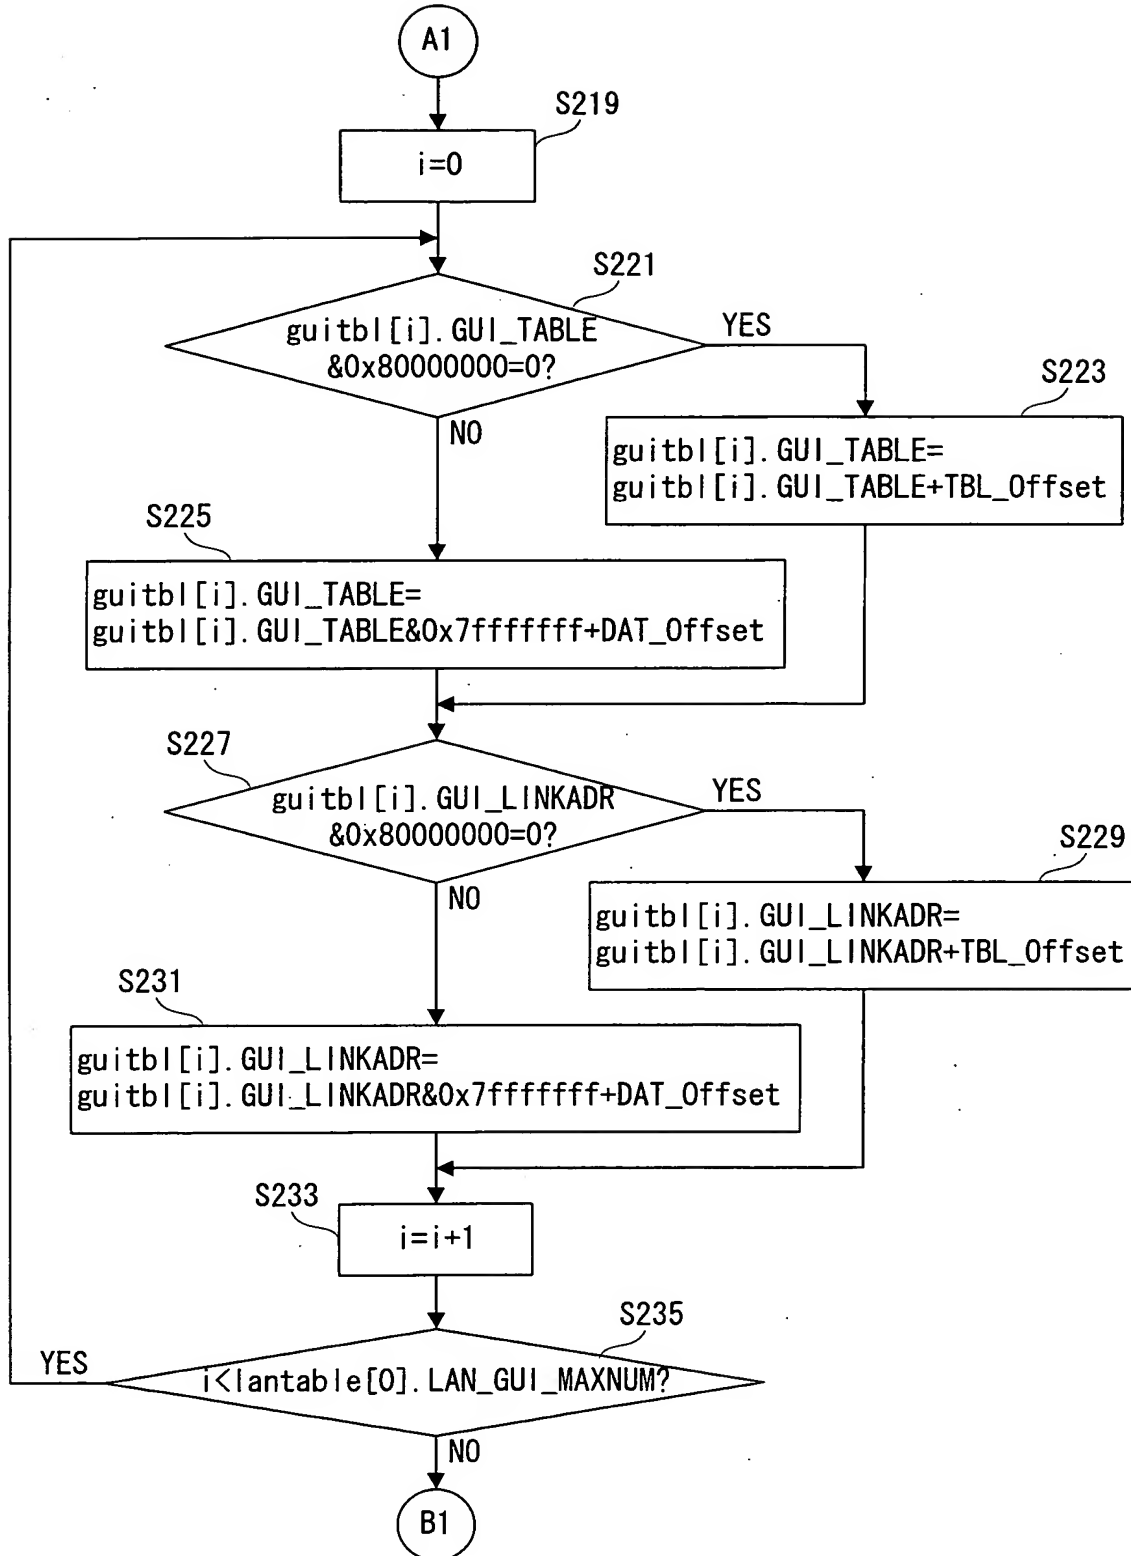 A1
S219
i=0
S221
guitbl[i].GUI_TABLE
&0x80000000=0?
YES
NO
S223
guitbl[i].GUI_TABLE=
guitbl[i].GUI_TABLE+TBL_Offset
S225
guitbl[i].GUI_TABLE=
guitbl[i].GUI_TABLE&0x7fffffff+DAT_Offset
S227
guitbl[i].GUI_LINKADR
&0x80000000=0?
YES
NO
S229
guitbl[i].GUI_LINKADR=
guitbl[i].GUI_LINKADR+TBL_Offset
S231
guitbl[i].GUI_LINKADR=
guitbl[i].GUI_LINKADR&0x7fffffff+DAT_Offset
S233
i=i+1
S235
YES
i<lantable[0].LAN_GUI_MAXNUM?
NO
B1